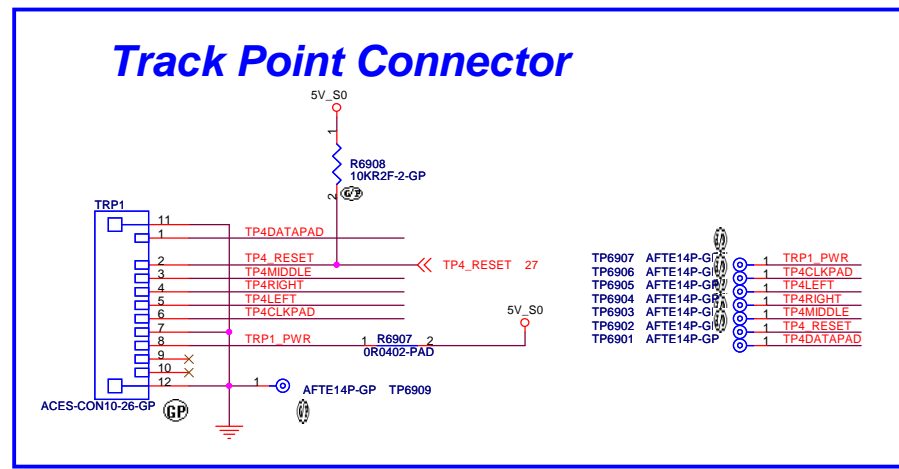 Track Point Connector
5V_S0
1
R6908
10KR2F-2-GP
2
G/P
TRP1
11
1 TP4DATAPAD
2 TP4_RESET
TP4_RESET 27
3 TP4MIDDLE
4 TP4RIGHT
5 TP4LEFT
6 TP4CLKPAD
7
8 TRP1_PWR 1 R6907 2
0R0402-PAD
5V_S0
9
10
12
1 AFTE14P-GP TP6909
ACES-CON10-26-GP
GP
TP6907 AFTE14P-GP 1 TRP1_PWR
TP6906 AFTE14P-GP 1 TP4CLKPAD
TP6905 AFTE14P-GP 1 TP4LEFT
TP6904 AFTE14P-GP 1 TP4RIGHT
TP6903 AFTE14P-GP 1 TP4MIDDLE
TP6902 AFTE14P-GP 1 TP4_RESET
TP6901 AFTE14P-GP 1 TP4DATAPAD